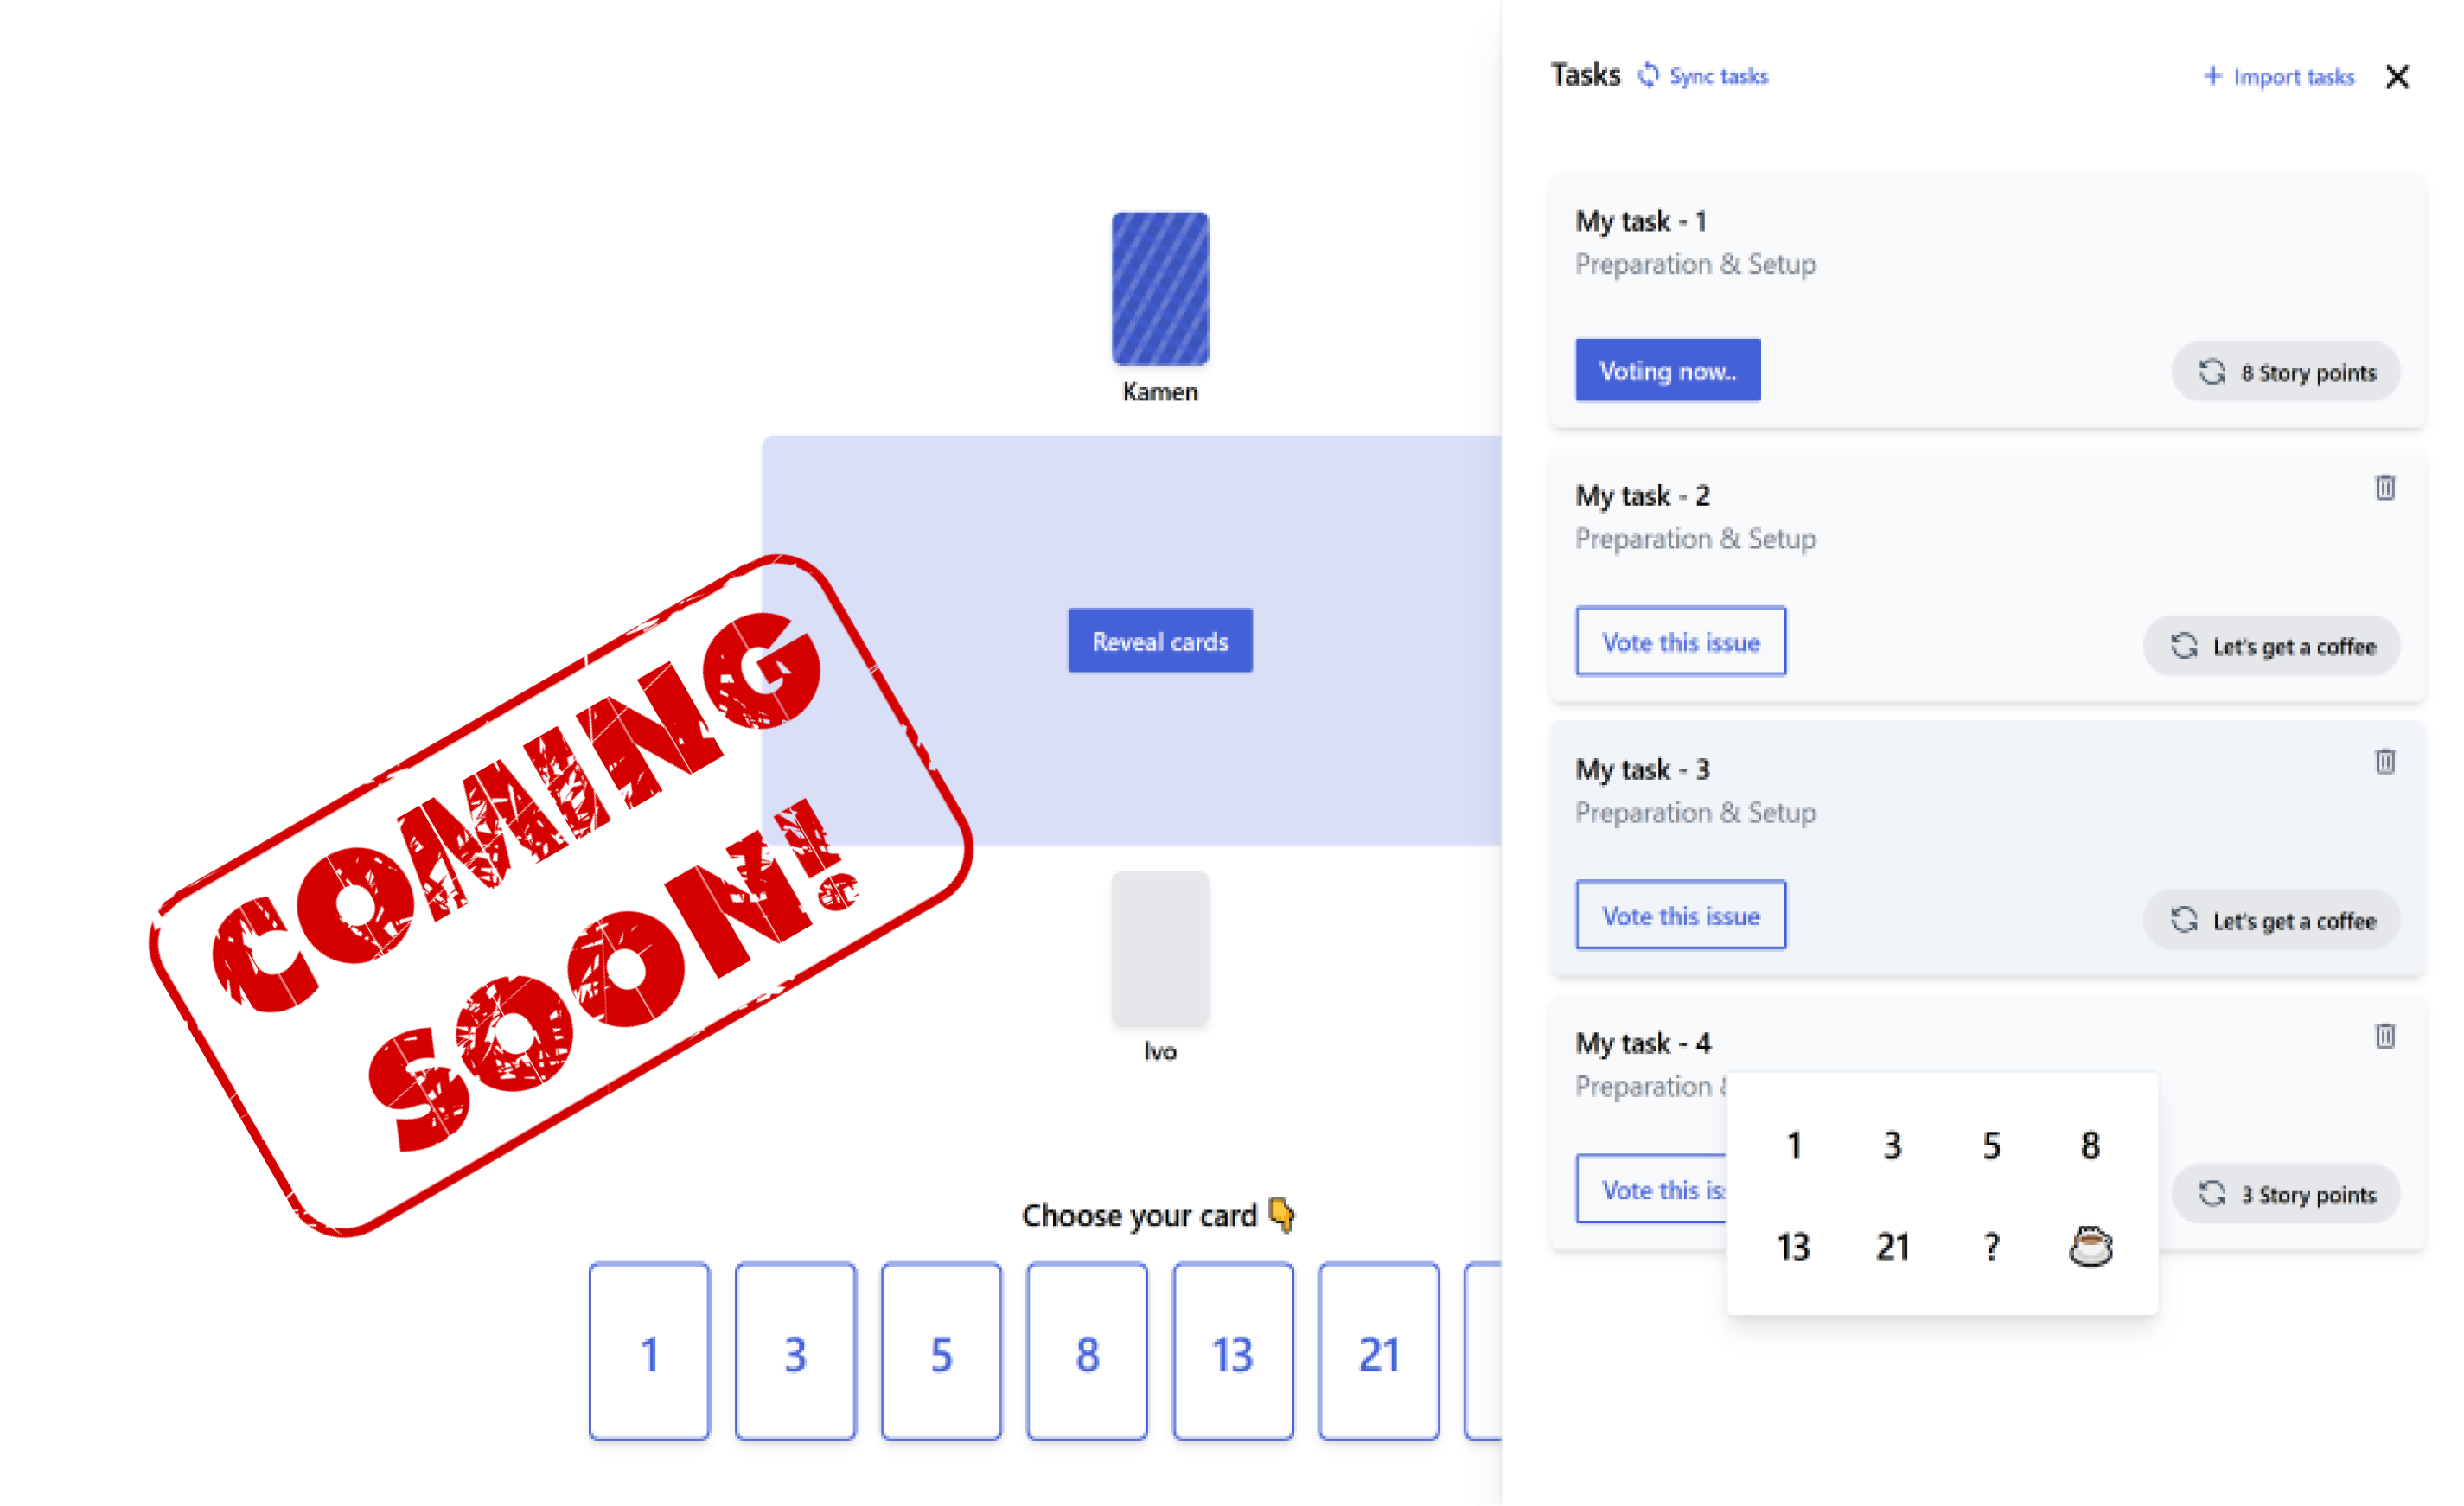 Kamen
Reveal cards
COMING
SOON!
Ivo
Choose your card
1 3 5 8 13 21
Tasks Sync tasks + Import tasks
My task - 1
Preparation & Setup
Voting now.. 8 Story points
My task - 2
Preparation & Setup
Vote this issue Let's get a coffee
My task - 3
Preparation & Setup
Vote this issue Let's get a coffee
My task - 4
Preparation
Vote this is 3 Story points
1 3 5 8
13 21 ?